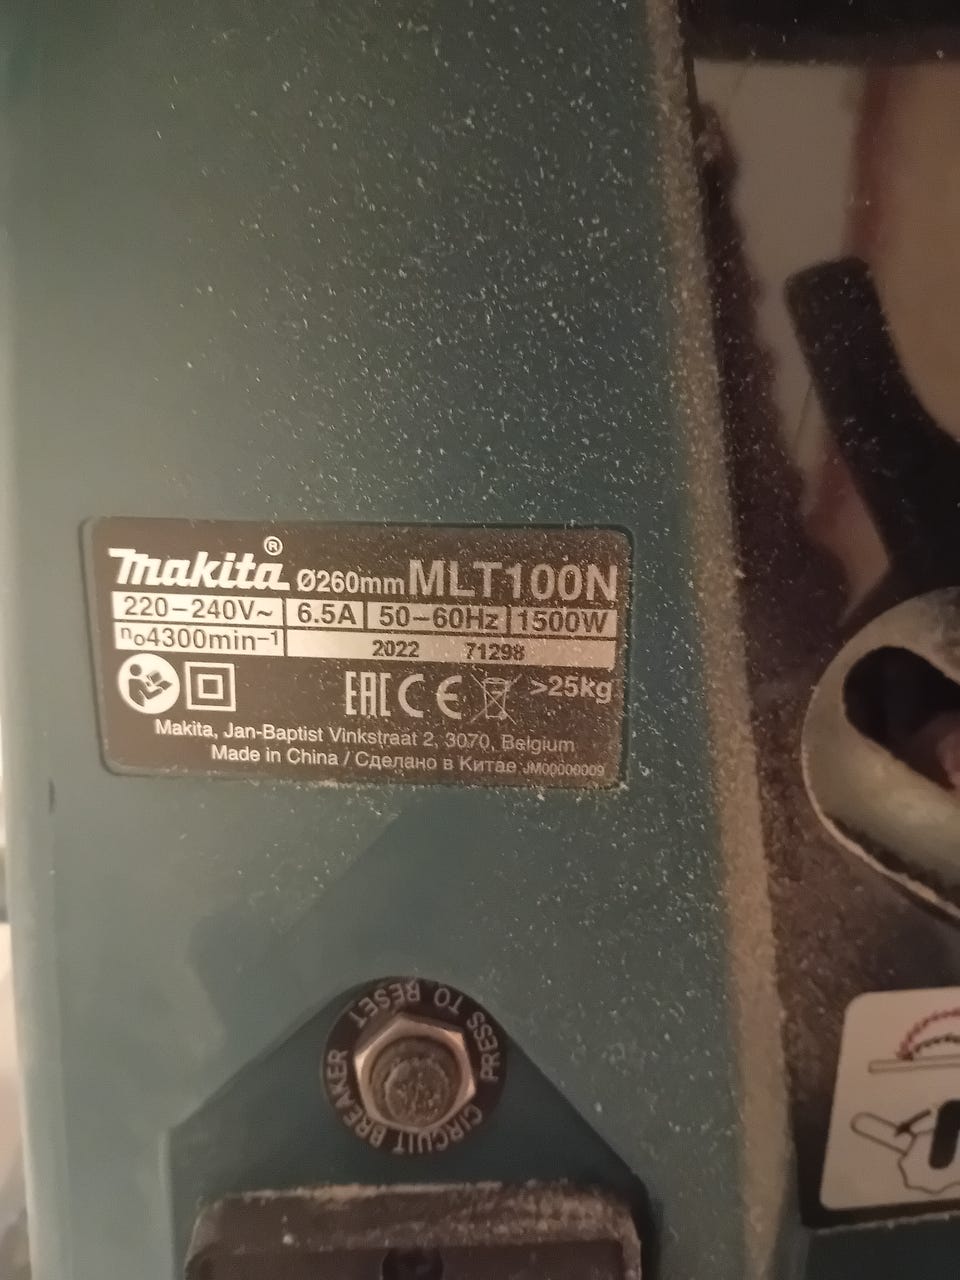 makita® Ø260mm MLT100N
220–240V~ 6.5A 50–60Hz 1500W
n₀4300min⁻¹ 2022 71298
EAC CE >25kg
Makita, Jan-Baptist Vinkstraat 2, 3070, Belgium
Made in China / Сделано в Китае JM00000009
CIRCUIT BREAKER
PRESS TO RESET